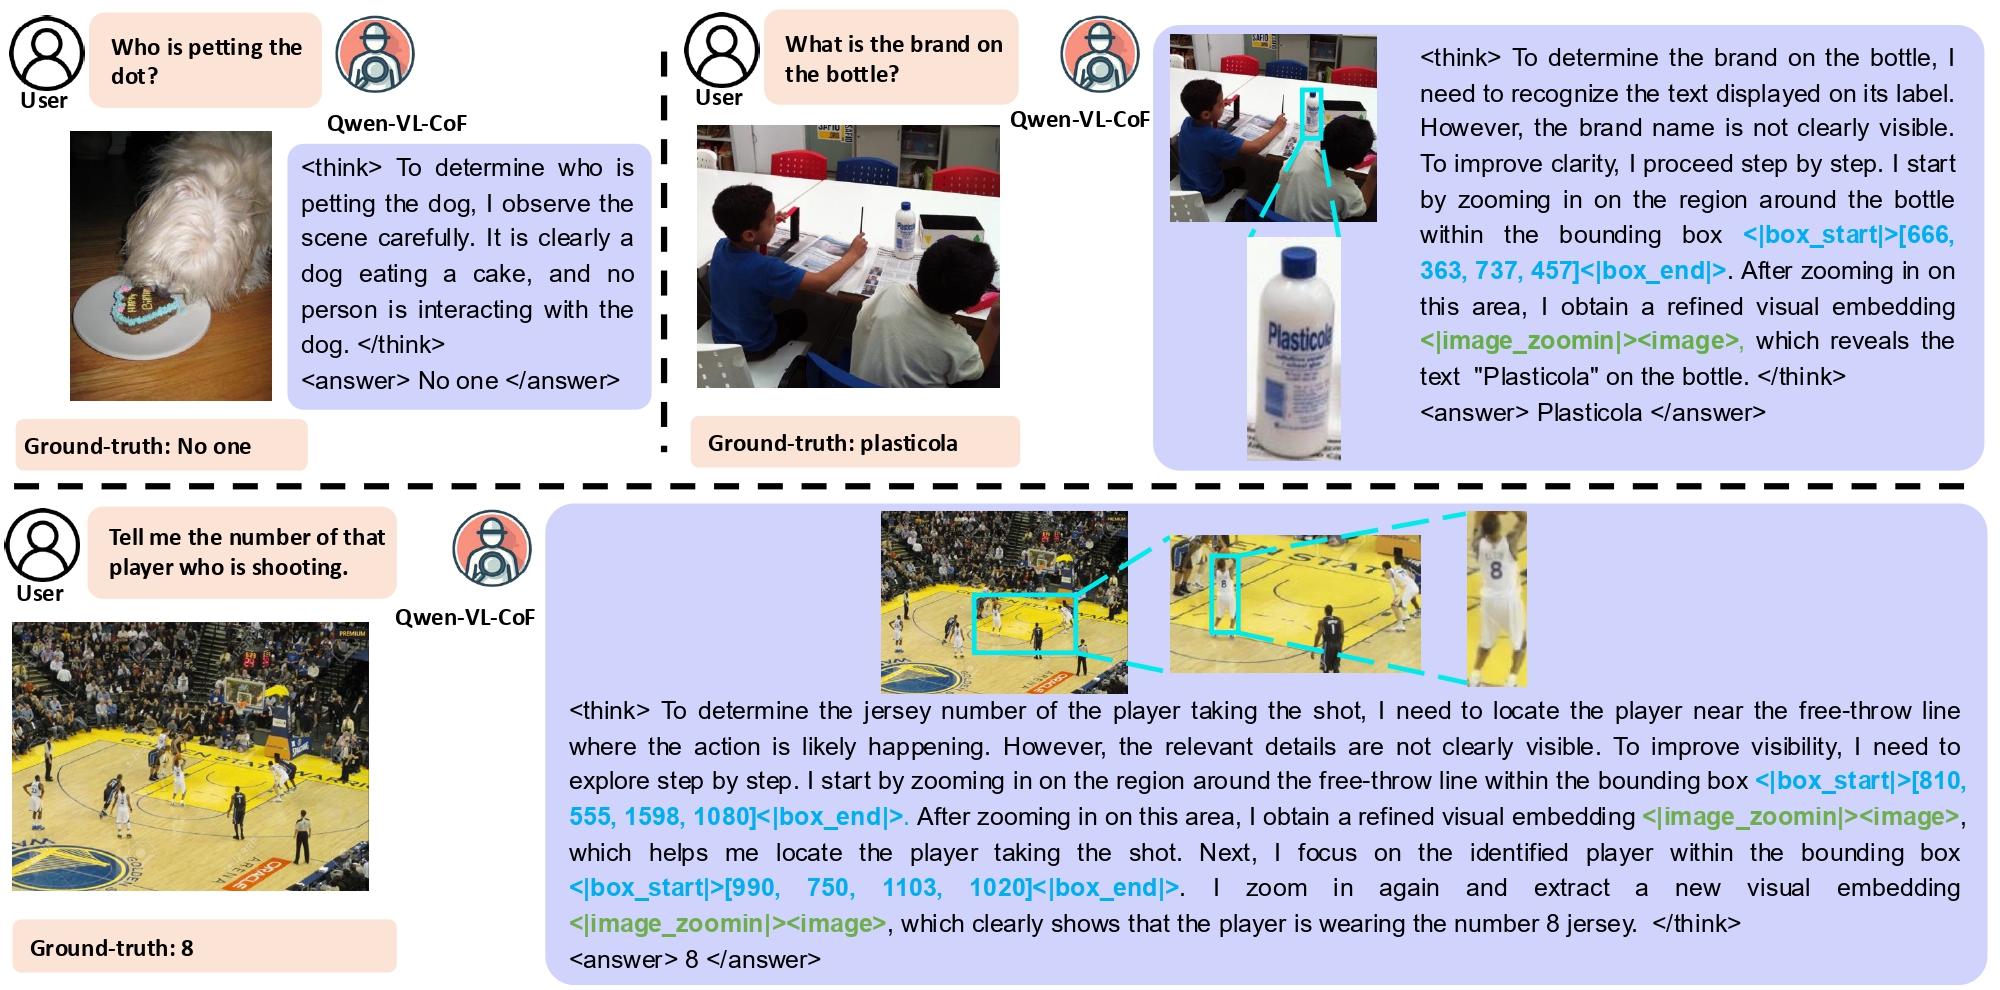 Who is petting the
dot?
User
Qwen-VL-CoF
<think> To determine who is
petting the dog, I observe the
scene carefully. It is clearly a
dog eating a cake, and no
person is interacting with the
dog. </think>
<answer> No one </answer>
Ground-truth: No one
What is the brand on
the bottle?
User
Qwen-VL-CoF
Plasticola
<think> To determine the brand on the bottle, I
need to recognize the text displayed on its label.
However, the brand name is not clearly visible.
To improve clarity, I proceed step by step. I start
by zooming in on the region around the bottle
within the bounding box <|box_start|>[666,
363, 737, 457]<|box_end|>. After zooming in on
this area, I obtain a refined visual embedding
<|image_zoomin|><image>, which reveals the
text "Plasticola" on the bottle. </think>
<answer> Plasticola </answer>
Ground-truth: plasticola
Tell me the number of that
player who is shooting.
User
Qwen-VL-CoF
PREMIUM
ORACLE
ARENA
8
1
8
<think> To determine the jersey number of the player taking the shot, I need to locate the player near the free-throw line
where the action is likely happening. However, the relevant details are not clearly visible. To improve visibility, I need to
explore step by step. I start by zooming in on the region around the free-throw line within the bounding box <|box_start|>[810,
555, 1598, 1080]<|box_end|>. After zooming in on this area, I obtain a refined visual embedding <|image_zoomin|><image>,
which helps me locate the player taking the shot. Next, I focus on the identified player within the bounding box
<|box_start|>[990, 750, 1103, 1020]<|box_end|>. I zoom in again and extract a new visual embedding
<|image_zoomin|><image>, which clearly shows that the player is wearing the number 8 jersey. </think>
<answer> 8 </answer>
Ground-truth: 8